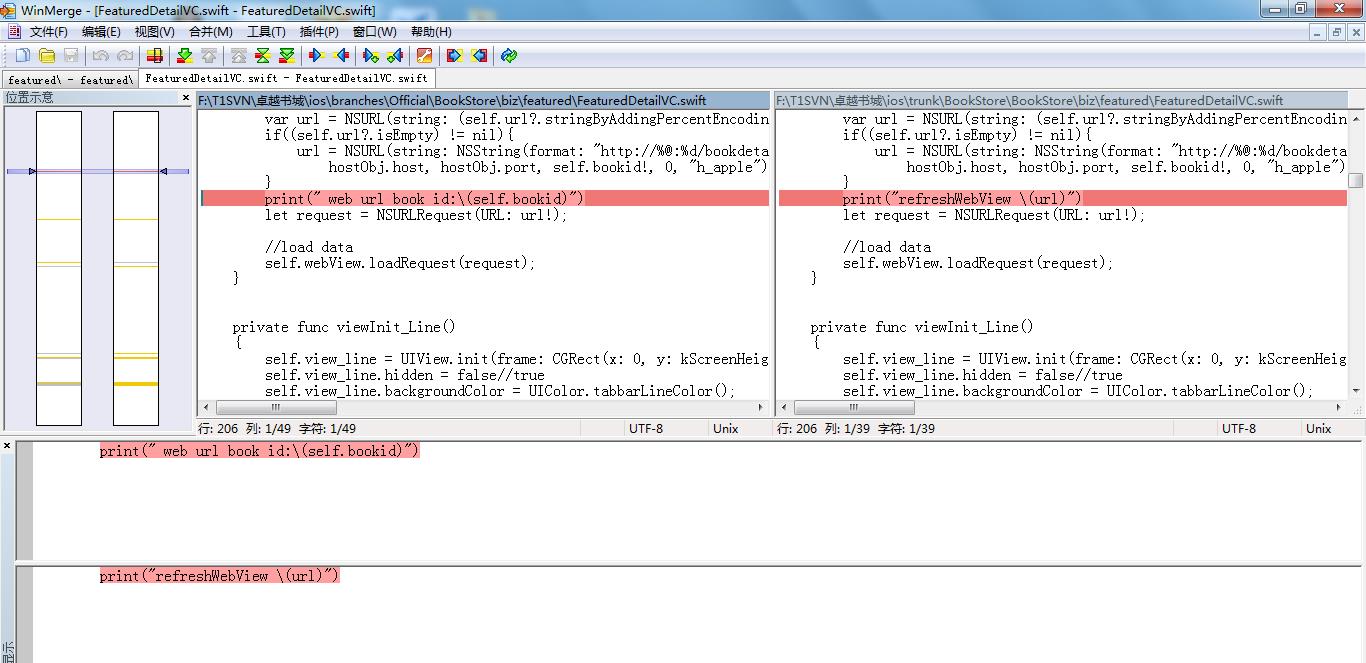 WinMerge - [FeaturedDetailVC.swift - FeaturedDetailVC.swift]
文件(F) 编辑(E) 视图(V) 合并(M) 工具(T) 插件(P) 窗口(W) 帮助(H)
featured\ - featured\ FeaturedDetailVC.swift - FeaturedDetailVC.swift
位置示意
F:\T1SVN\卓越书城\ios\branches\Official\BookStore\biz\featured\FeaturedDetailVC.swift
var url = NSURL(string: (self.url?.stringByAddingPercentEncodin
if((self.url?.isEmpty) != nil){
url = NSURL(string: NSString(format: "http://%@:%d/bookdeta
hostObj.host, hostObj.port, self.bookid!, 0, "h_apple")
}
print(" web url book id:\(self.bookid)")
let request = NSURLRequest(URL: url!);
//load data
self.webView.loadRequest(request);
}
private func viewInit_Line()
{
self.view_line = UIView.init(frame: CGRect(x: 0, y: kScreenHeig
self.view_line.hidden = false//true
self.view_line.backgroundColor = UIColor.tabbarLineColor();
行: 206 列: 1/49 字符: 1/49 UTF-8 Unix
F:\T1SVN\卓越书城\ios\trunk\BookStore\BookStore\biz\featured\FeaturedDetailVC.swift
var url = NSURL(string: (self.url?.stringByAddingPercentEncodin
if((self.url?.isEmpty) != nil){
url = NSURL(string: NSString(format: "http://%@:%d/bookdeta
hostObj.host, hostObj.port, self.bookid!, 0, "h_apple")
}
print("refreshWebView \(url)")
let request = NSURLRequest(URL: url!);
//load data
self.webView.loadRequest(request);
}
private func viewInit_Line()
{
self.view_line = UIView.init(frame: CGRect(x: 0, y: kScreenHeig
self.view_line.hidden = false//true
self.view_line.backgroundColor = UIColor.tabbarLineColor();
行: 206 列: 1/39 字符: 1/39 UTF-8 Unix
print(" web url book id:\(self.bookid)")
print("refreshWebView \(url)")
显示